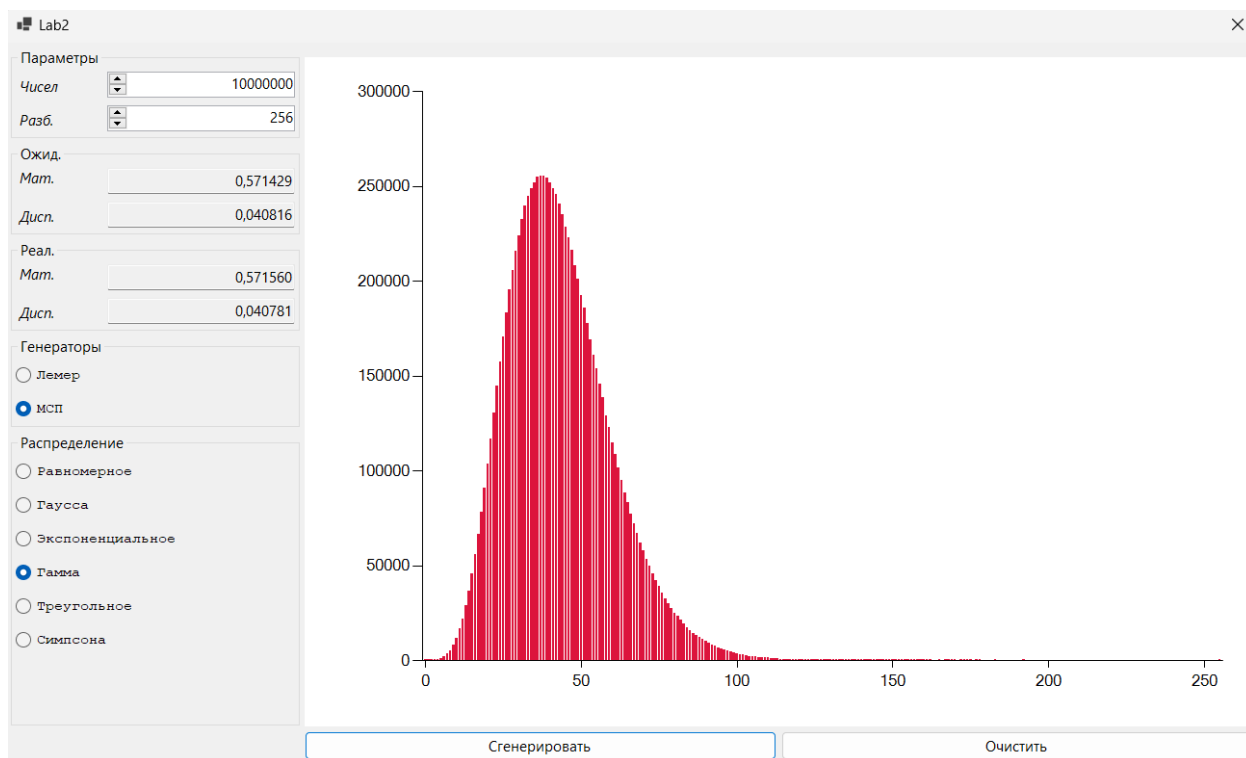 Lab2
Параметры
Чисел 10000000
Разб. 256
Ожид.
Мат. 0,571429
Дисп. 0,040816
Реал.
Мат. 0,571560
Дисп. 0,040781
Генераторы
Лемер
МСП
Распределение
Равномерное
Гаусса
Экспоненциальное
Гамма
Треугольное
Симпсона
300000
250000
200000
150000
100000
50000
0
0 50 100 150 200 250
Сгенерировать Очистить